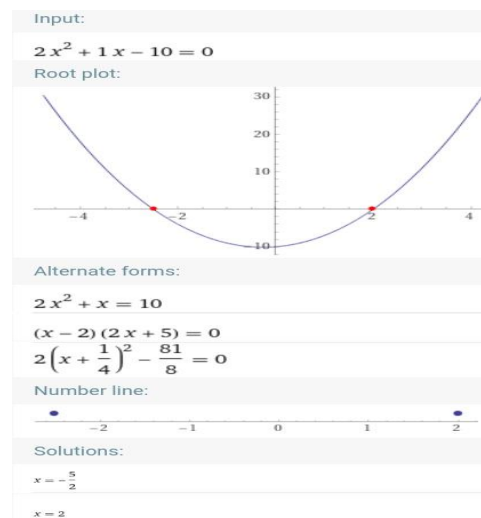 Input:
2x² + 1x − 10 = 0
Root plot:
30
20
10
−4 −2 2 4
−10
Alternate forms:
2x² + x = 10
(x − 2)(2x + 5) = 0
2(x + 1/4)² − 81/8 = 0
Number line:
−2 −1 0 1 2
Solutions:
x = −5/2
x = 2